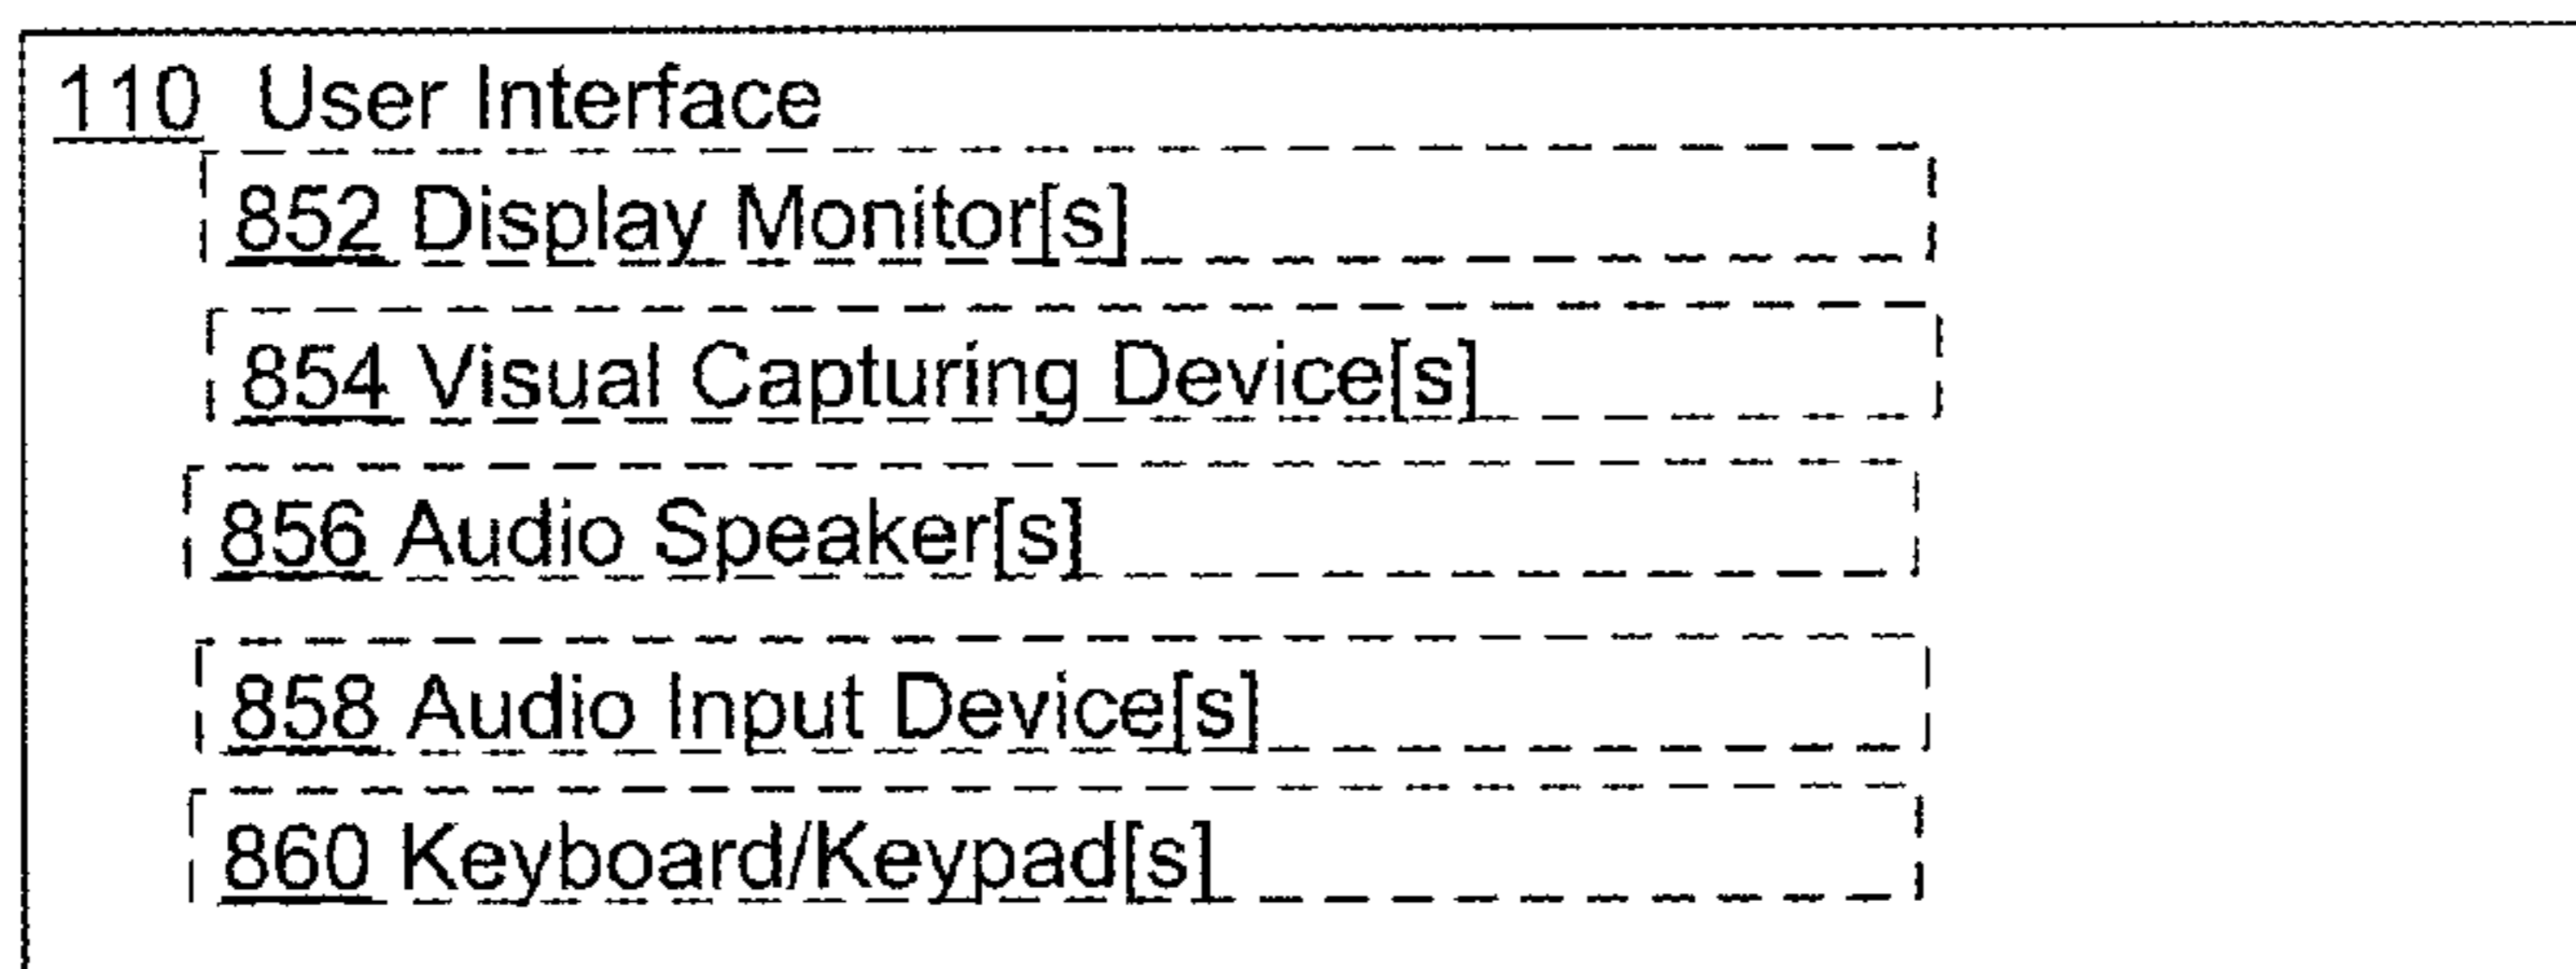 110 User Interface
852 Display Monitor[s]
854 Visual Capturing Device[s]
856 Audio Speaker[s]
858 Audio Input Device[s]
860 Keyboard/Keypad[s]